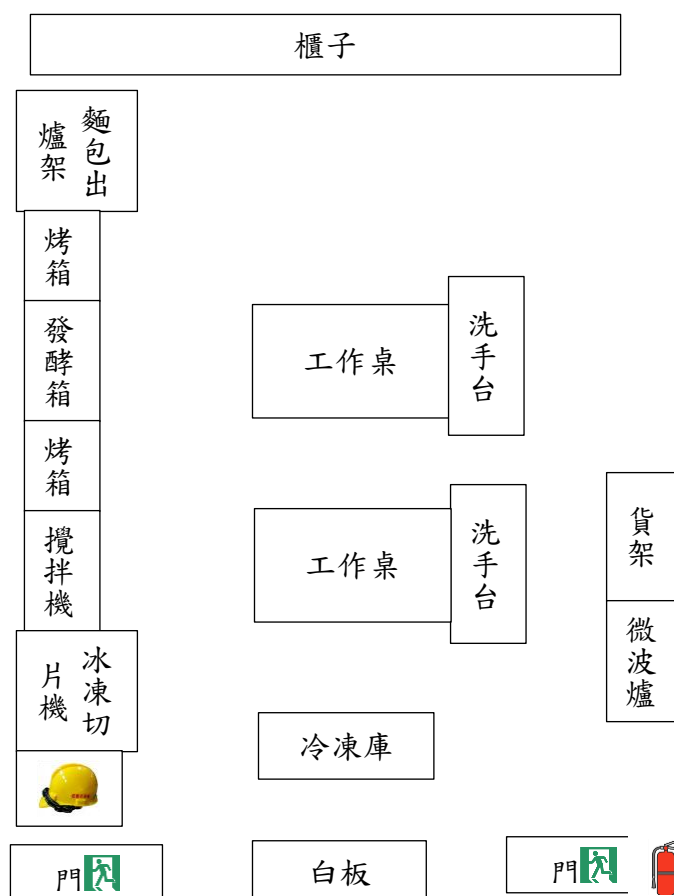 櫃子
麵包出
爐架
烤箱
發酵箱
工作桌
洗手台
烤箱
攪拌機
工作桌
洗手台
貨架
微波爐
冰凍切
片機
冷凍庫
門
白板
門